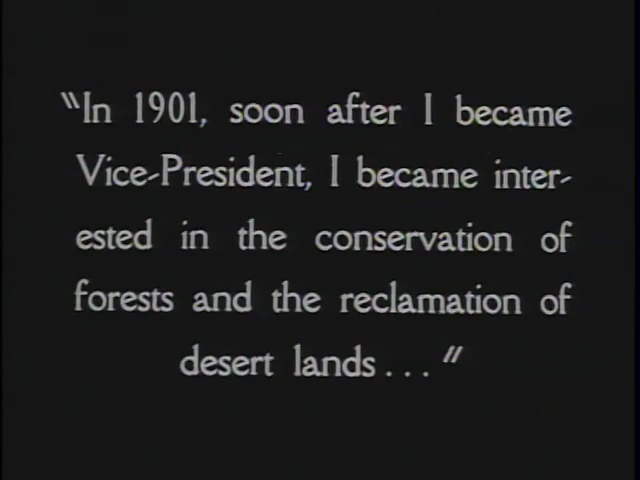 "In 1901, soon after I became
Vice-President, I became inter-
ested in the conservation of
forests and the reclamation of
desert lands..."